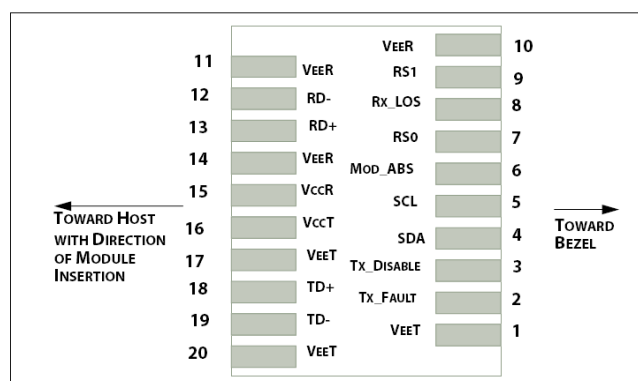 11 VEER
12 RD-
13 RD+
14 VEER
15 VCCR
16 VCCT
17 VEET
18 TD+
19 TD-
20 VEET
VEER 10
RS1 9
RX_LOS 8
RS0 7
MOD_ABS 6
SCL 5
SDA 4
TX_DISABLE 3
TX_FAULT 2
VEET 1
TOWARD HOST
WITH DIRECTION
OF MODULE
INSERTION
TOWARD
BEZEL